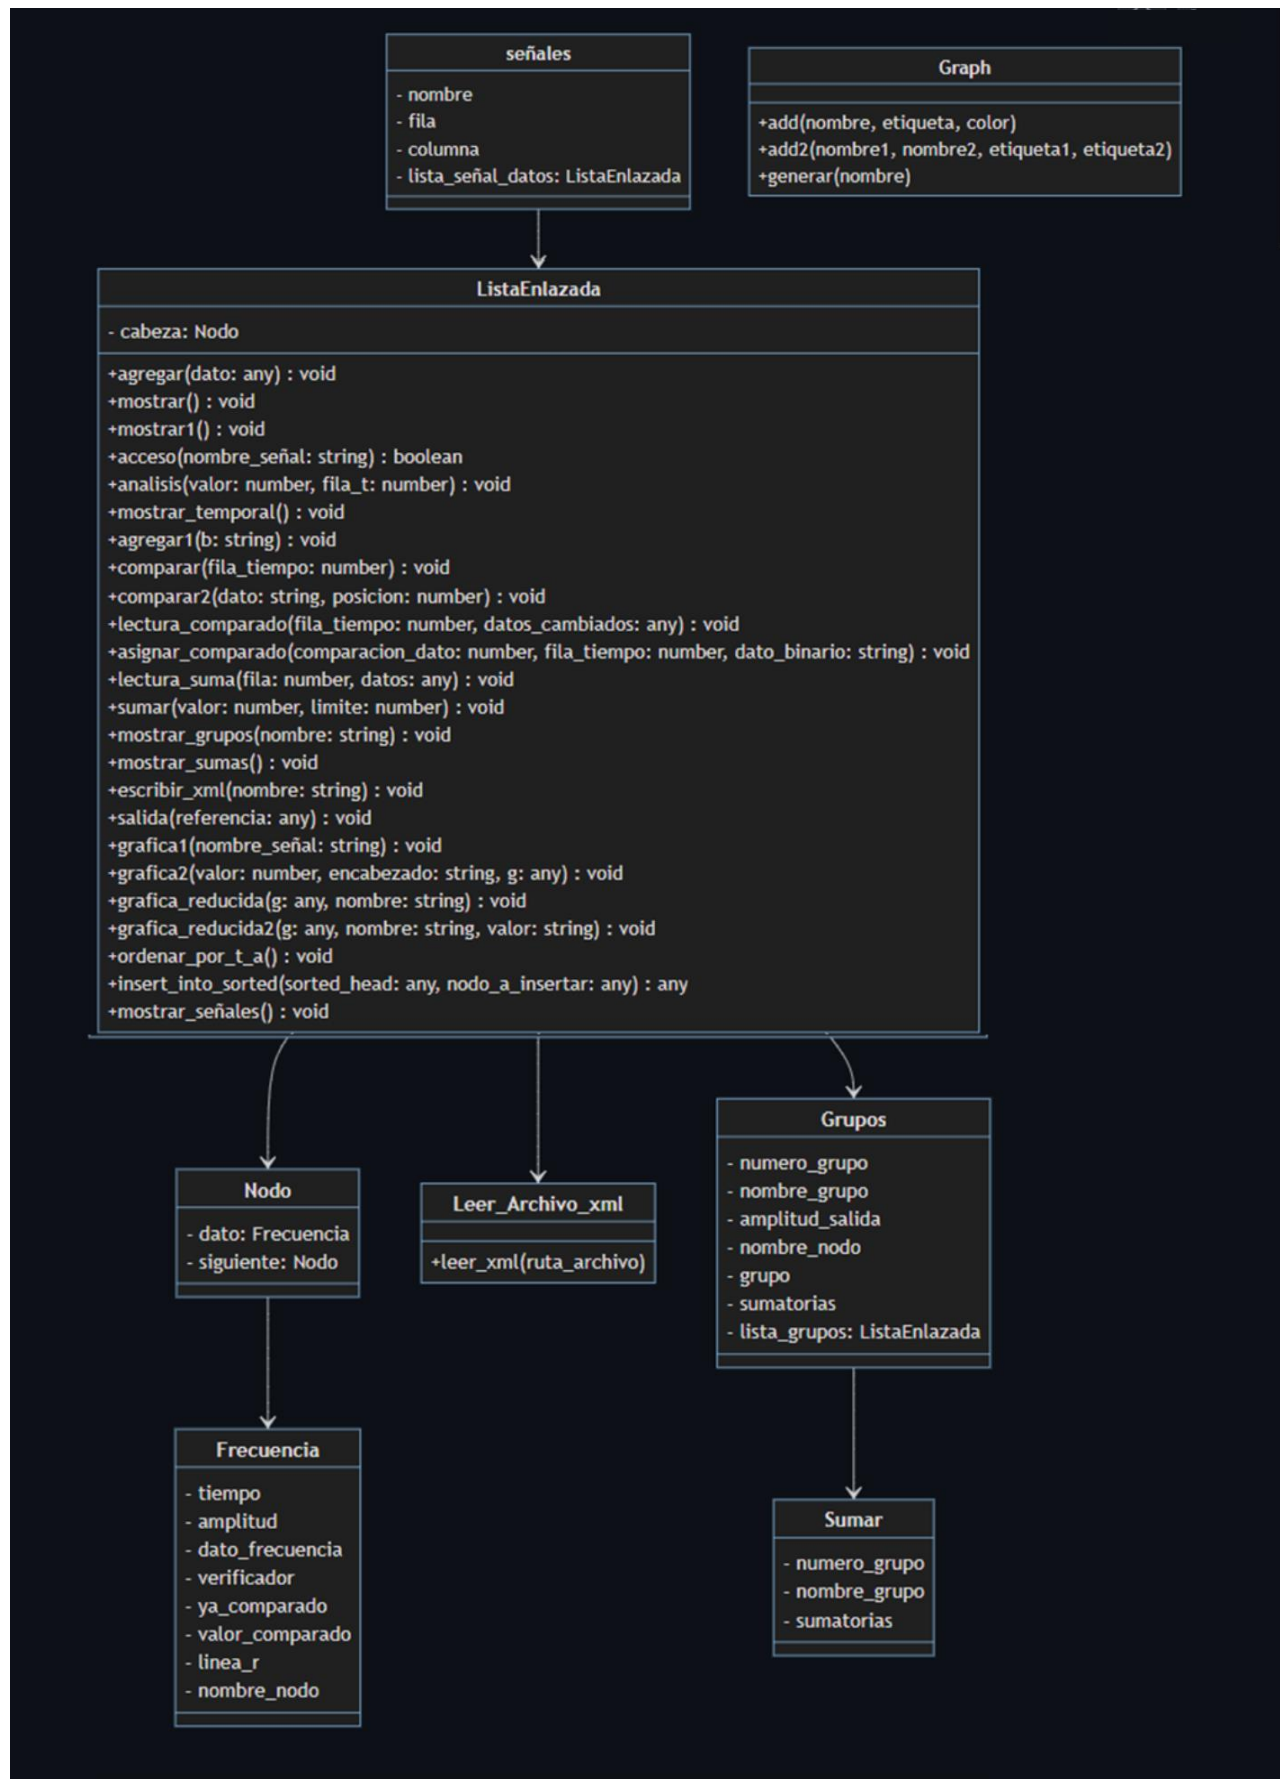 señales
- nombre
- fila
- columna
- lista_señal_datos: ListaEnlazada
Graph
+add(nombre, etiqueta, color)
+add2(nombre1, nombre2, etiqueta1, etiqueta2)
+generar(nombre)
ListaEnlazada
- cabeza: Nodo
+agregar(dato: any) : void
+mostrar() : void
+mostrar1() : void
+acceso(nombre_señal: string) : boolean
+analisis(valor: number, fila_t: number) : void
+mostrar_temporal() : void
+agregar1(b: string) : void
+comparar(fila_tiempo: number) : void
+comparar2(dato: string, posicion: number) : void
+lectura_comparado(fila_tiempo: number, datos_cambiados: any) : void
+asignar_comparado(comparacion_dato: number, fila_tiempo: number, dato_binario: string) : void
+lectura_suma(fila: number, datos: any) : void
+sumar(valor: number, limite: number) : void
+mostrar_grupos(nombre: string) : void
+mostrar_sumas() : void
+escribir_xml(nombre: string) : void
+salida(referencia: any) : void
+grafica1(nombre_señal: string) : void
+grafica2(valor: number, encabezado: string, g: any) : void
+grafica_reducida(g: any, nombre: string) : void
+grafica_reducida2(g: any, nombre: string, valor: string) : void
+ordenar_por_t_a() : void
+insert_into_sorted(sorted_head: any, nodo_a_insertar: any) : any
+mostrar_señales() : void
Nodo
- dato: Frecuencia
- siguiente: Nodo
Leer_Archivo_xml
+leer_xml(ruta_archivo)
Grupos
- numero_grupo
- nombre_grupo
- amplitud_salida
- nombre_nodo
- grupo
- sumatorias
- lista_grupos: ListaEnlazada
Frecuencia
- tiempo
- amplitud
- dato_frecuencia
- verificador
- ya_comparado
- valor_comparado
- linea_r
- nombre_nodo
Sumar
- numero_grupo
- nombre_grupo
- sumatorias